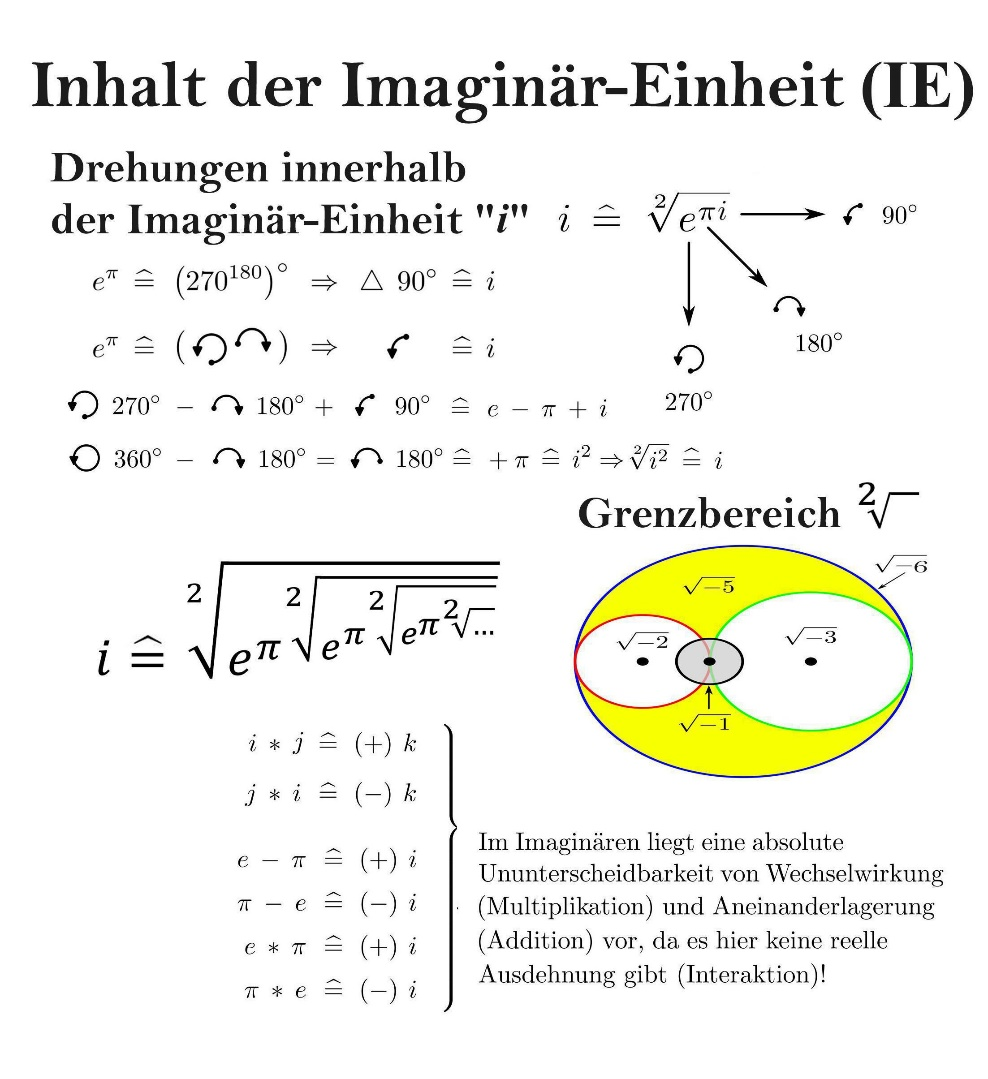 Inhalt der Imaginär-Einheit (IE)
Drehungen innerhalb
der Imaginär-Einheit "i" i ≙ ²√e^{πi} 90°
e^π ≙ (270^{180})° ⇒ △ 90° ≙ i
180°
e^π ≙ ( ) ⇒ ≙ i
270° − 180° + 90° ≙ e − π + i
270°
360° − 180° = 180° ≙ +π ≙ i² ⇒ ²√i² ≙ i
Grenzbereich ²√
i ≙ ²√e^π ²√e^π ²√e^π ²√...
√−6
√−5
√−2
√−3
√−1
i * j ≙ (+) k
j * i ≙ (−) k
e − π ≙ (+) i
π − e ≙ (−) i
e * π ≙ (+) i
π * e ≙ (−) i
Im Imaginären liegt eine absolute
Ununterscheidbarkeit von Wechselwirkung
(Multiplikation) und Aneinanderlagerung
(Addition) vor, da es hier keine reelle
Ausdehnung gibt (Interaktion)!